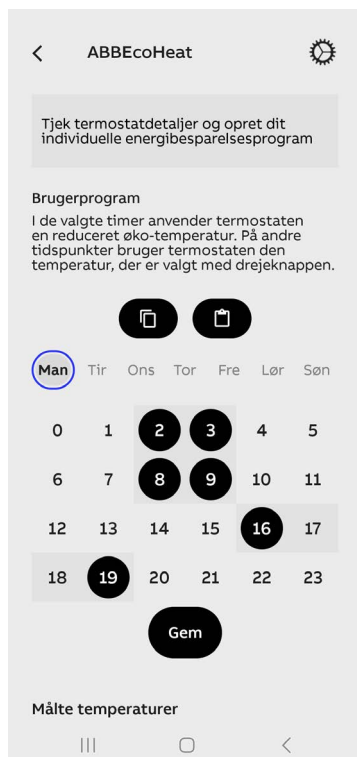 ABBEcoHeat
Tjek termostatdetaljer og opret dit
individuelle energibesparelsesprogram
Brugerprogram
I de valgte timer anvender termostaten
en reduceret øko-temperatur. På andre
tidspunkter bruger termostaten den
temperatur, der er valgt med drejeknappen.
Man Tir Ons Tor Fre Lør Søn
0 1 2 3 4 5
6 7 8 9 10 11
12 13 14 15 16 17
18 19 20 21 22 23
Gem
Målte temperaturer